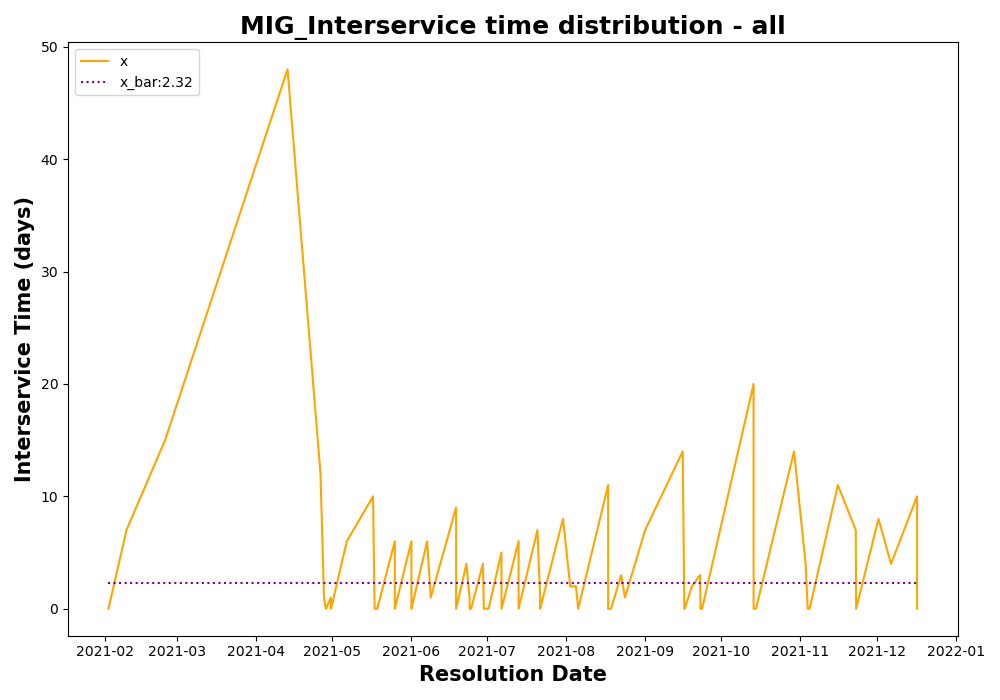 MIG_Interservice time distribution - all
x
x_bar:2.32
50
40
30
20
10
0
Interservice Time (days)
2021-02 2021-03 2021-04 2021-05 2021-06 2021-07 2021-08 2021-09 2021-10 2021-11 2021-12 2022-01
Resolution Date